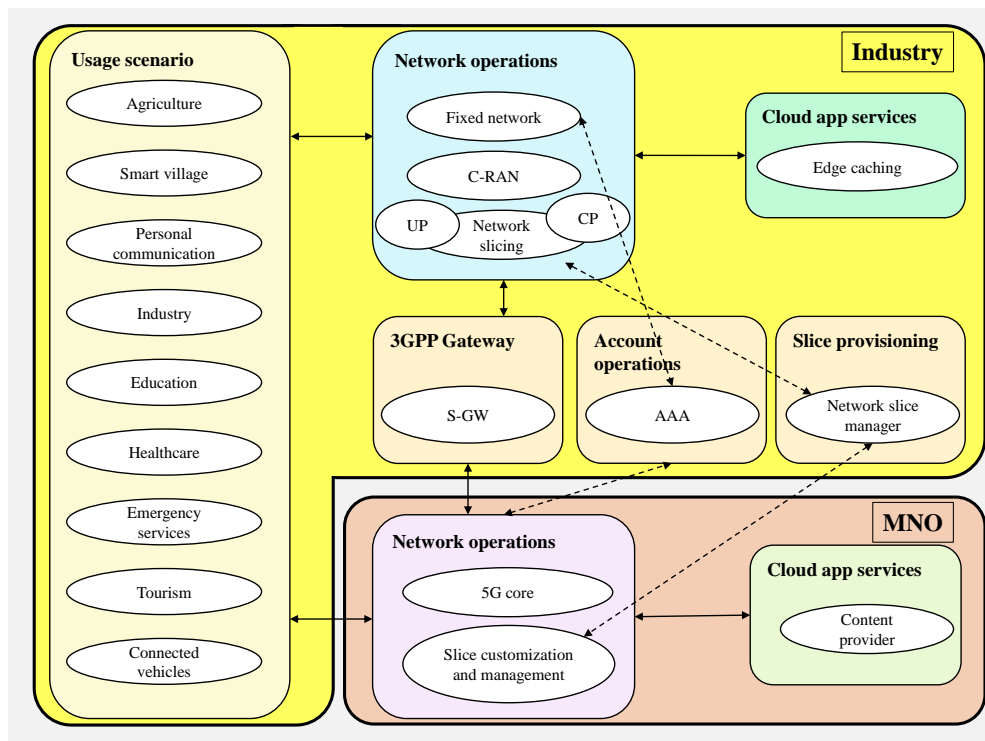 Industry
Usage scenario
Agriculture
Smart village
Personal
communication
Industry
Education
Healthcare
Emergency
services
Tourism
Connected
vehicles
Network operations
Fixed network
C-RAN
UP
CP
Network
slicing
Cloud app services
Edge caching
3GPP Gateway
S-GW
Account
operations
AAA
Slice provisioning
Network slice
manager
MNO
Network operations
5G core
Slice customization
and management
Cloud app services
Content
provider